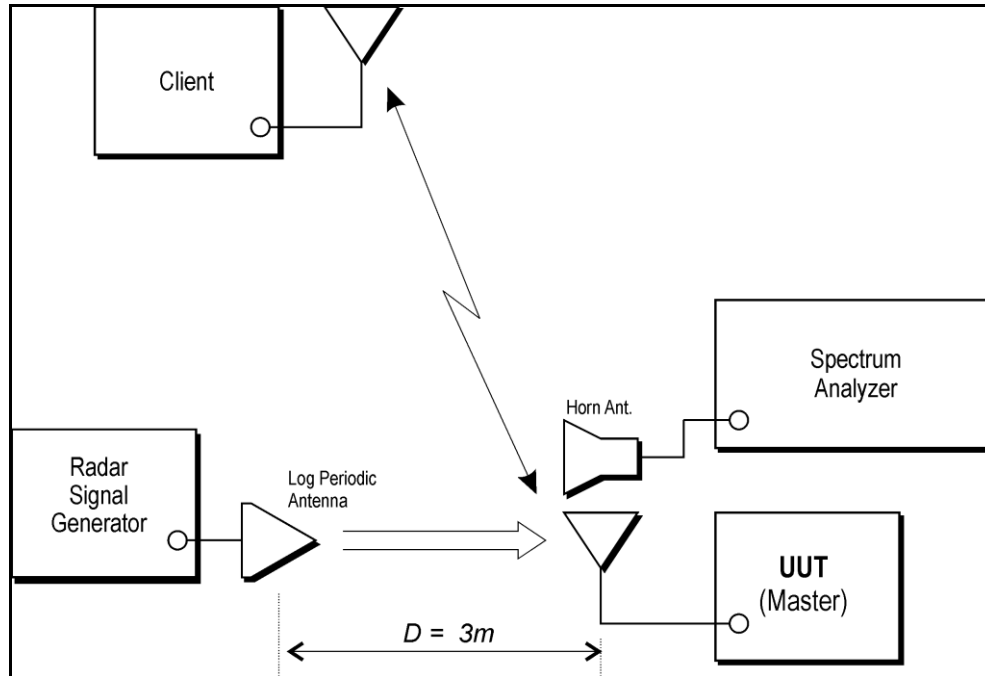 Client
Spectrum
Analyzer
Horn Ant.
Radar
Signal
Generator
Log Periodic
Antenna
UUT
(Master)
D = 3m